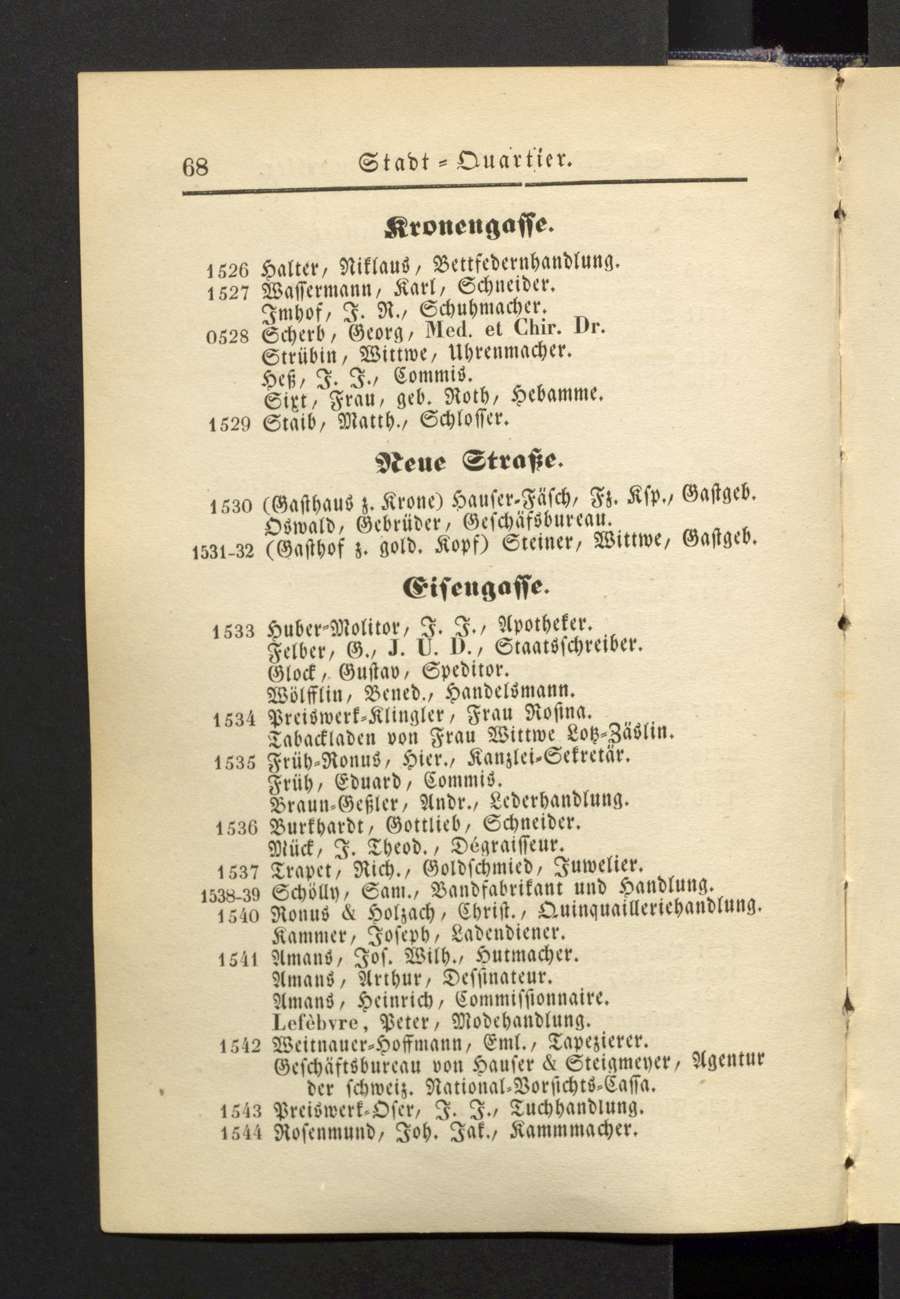 68 Stadt-Quartier.
Kronengasse.
1526 Halter, Niklaus, Bettfedernhandlung.
1527 Wassermann, Karl, Schneider.
Imhof, J. R., Schuhmacher.
0528 Scherb, Georg, Med. et Chir. Dr.
Strübin, Wittwe, Uhrenmacher.
Heß, J. J., Commis.
Sixt, Frau, geb. Roth, Hebamme.
1529 Staib, Matth., Schlosser.
Neue Straße.
1530 (Gasthaus z. Krone) Hauser-Fäsch, Fz. Ksp., Gastgeb.
Oswald, Gebrüder, Geschäfsbureau.
1531-32 (Gasthof z. gold. Kopf) Steiner, Wittwe, Gastgeb.
Eisengasse.
1533 Huber-Molitor, J. J., Apotheker.
Felber, G., J. U. D., Staatsschreiber.
Glock, Gustav, Speditor.
Wölfflin, Bened., Handelsmann.
1534 Preiswerk-Klingler, Frau Rosina.
Tabackladen von Frau Wittwe Lotz-Zäslin.
1535 Früh-Ronus, Hier., Kanzlei-Sekretär.
Früh, Eduard, Commis.
Braun-Geßler, Andr., Lederhandlung.
1536 Burkhardt, Gottlieb, Schneider.
Mück, J. Theod., Dégraisseur.
1537 Trapet, Rich., Goldschmied, Juwelier.
1538-39 Schölly, Sam., Bandfabrikant und Handlung.
1540 Ronus & Holzach, Christ., Quinquailleriehandlung.
Kammer, Joseph, Ladendiener.
1541 Amans, Jos. Wilh., Hutmacher.
Amans, Arthur, Dessinateur.
Amans, Heinrich, Commissionnaire.
Lefèbvre, Peter, Modehandlung.
1542 Weitnauer-Hoffmann, Eml., Tapezierer.
Geschäftsbureau von Hauser & Steigmeyer, Agentur
der schweiz. National-Vorsichts-Cassa.
1543 Preiswerk-Oser, J. J., Tuchhandlung.
1544 Rosenmund, Joh. Jak., Kammmacher.